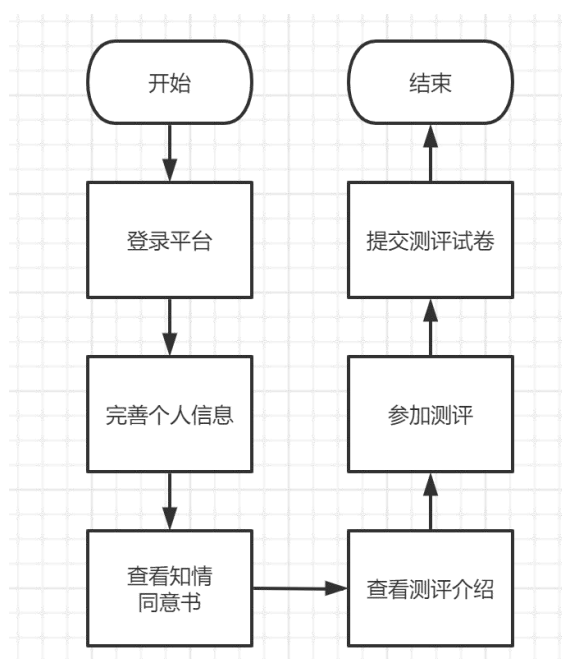 开始
登录平台
完善个人信息
查看知情
同意书
查看测评介绍
参加测评
提交测评试卷
结束